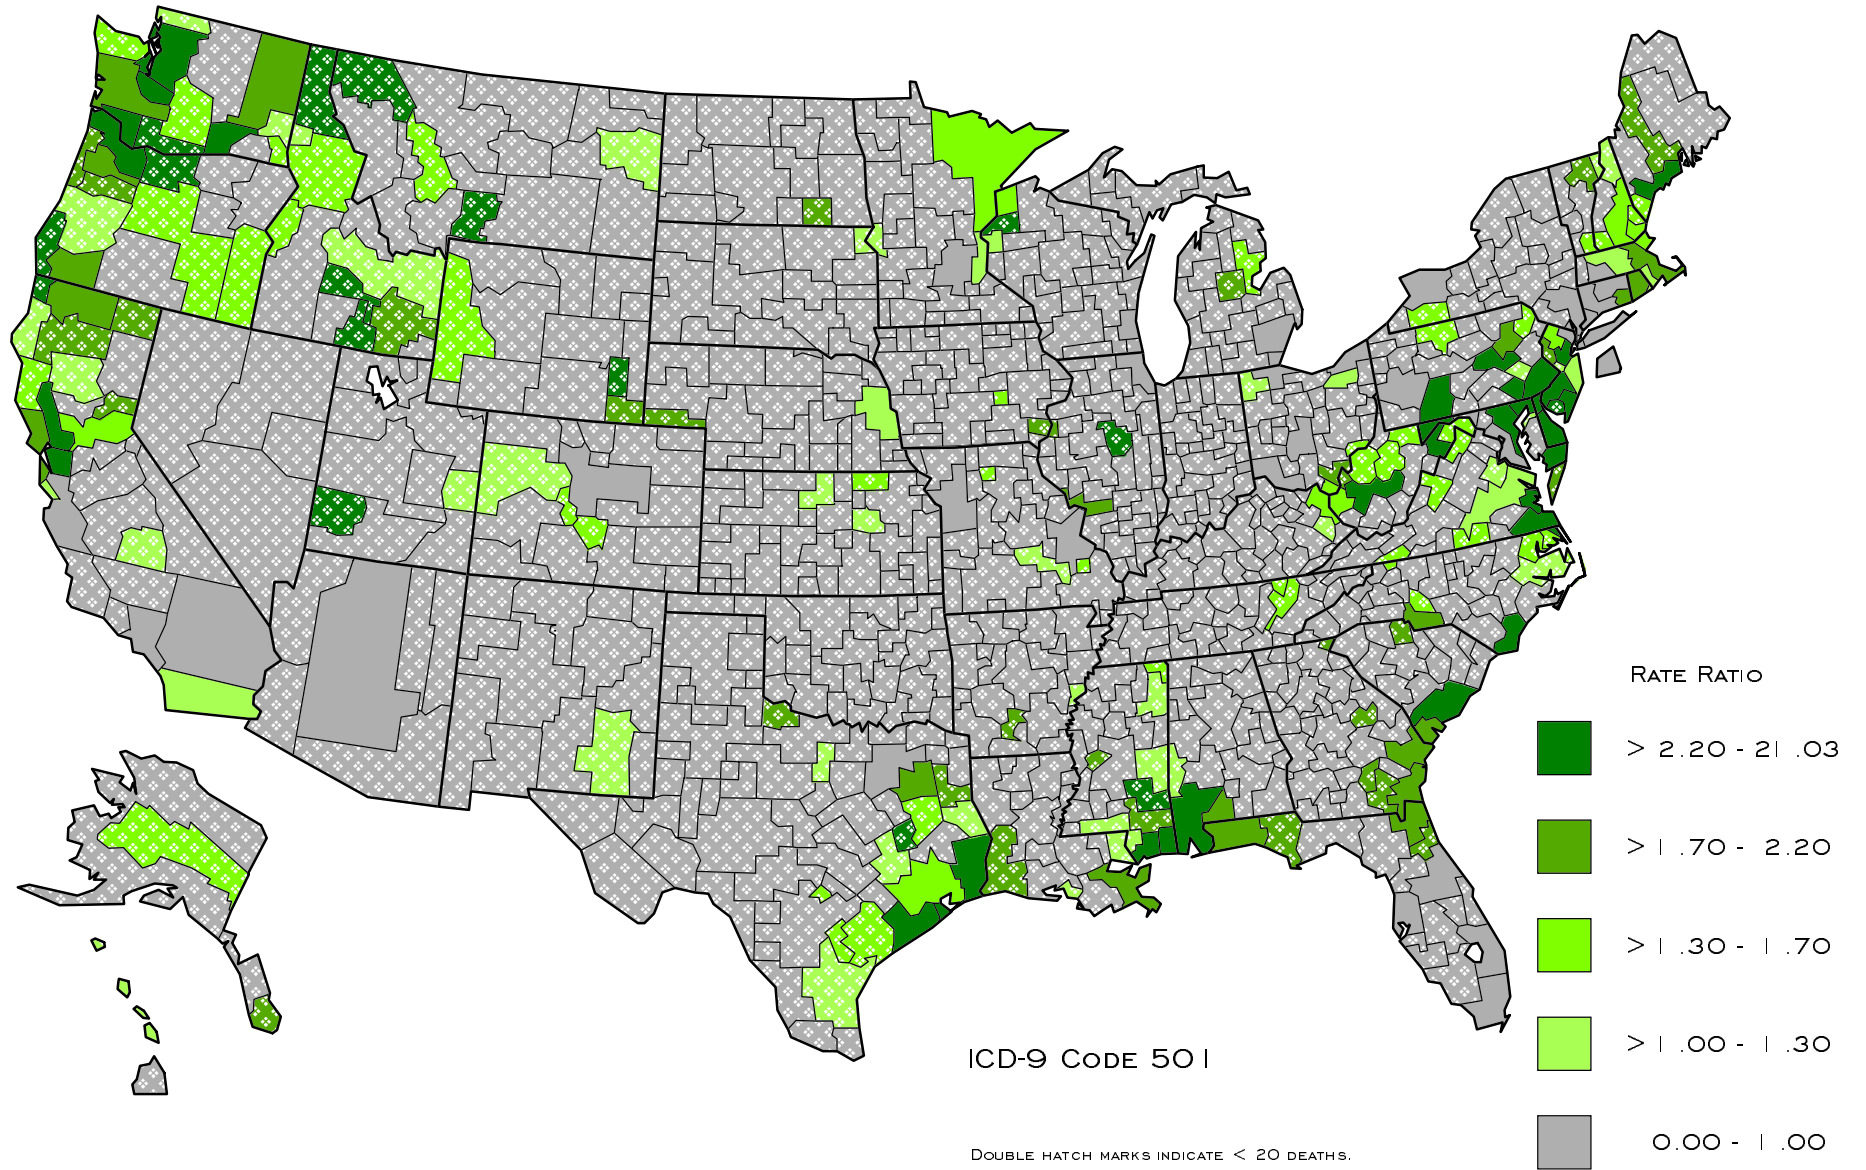 Rate Ratio
> 2.20 - 21.03
> 1.70 - 2.20
> 1.30 - 1.70
> 1.00 - 1.30
0.00 - 1.00
ICD-9 Code 501
Double hatch marks indicate < 20 deaths.